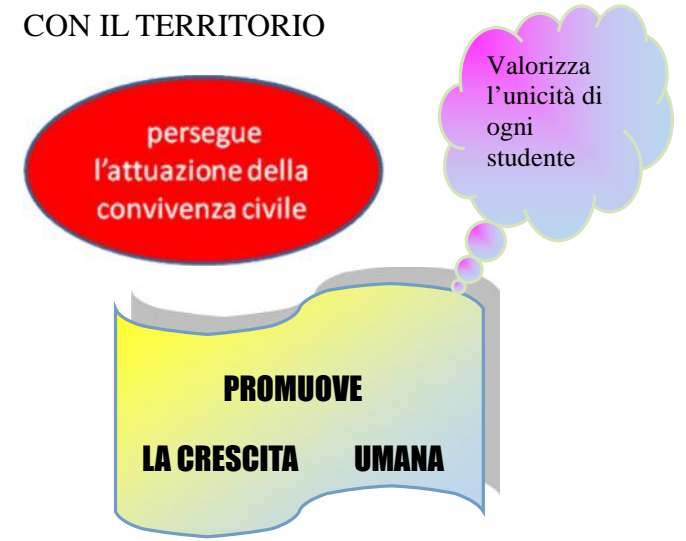 CON IL TERRITORIO
Valorizza
l'unicità di
ogni
studente
persegue
l'attuazione della
convivenza civile
PROMUOVE
LA CRESCITA UMANA